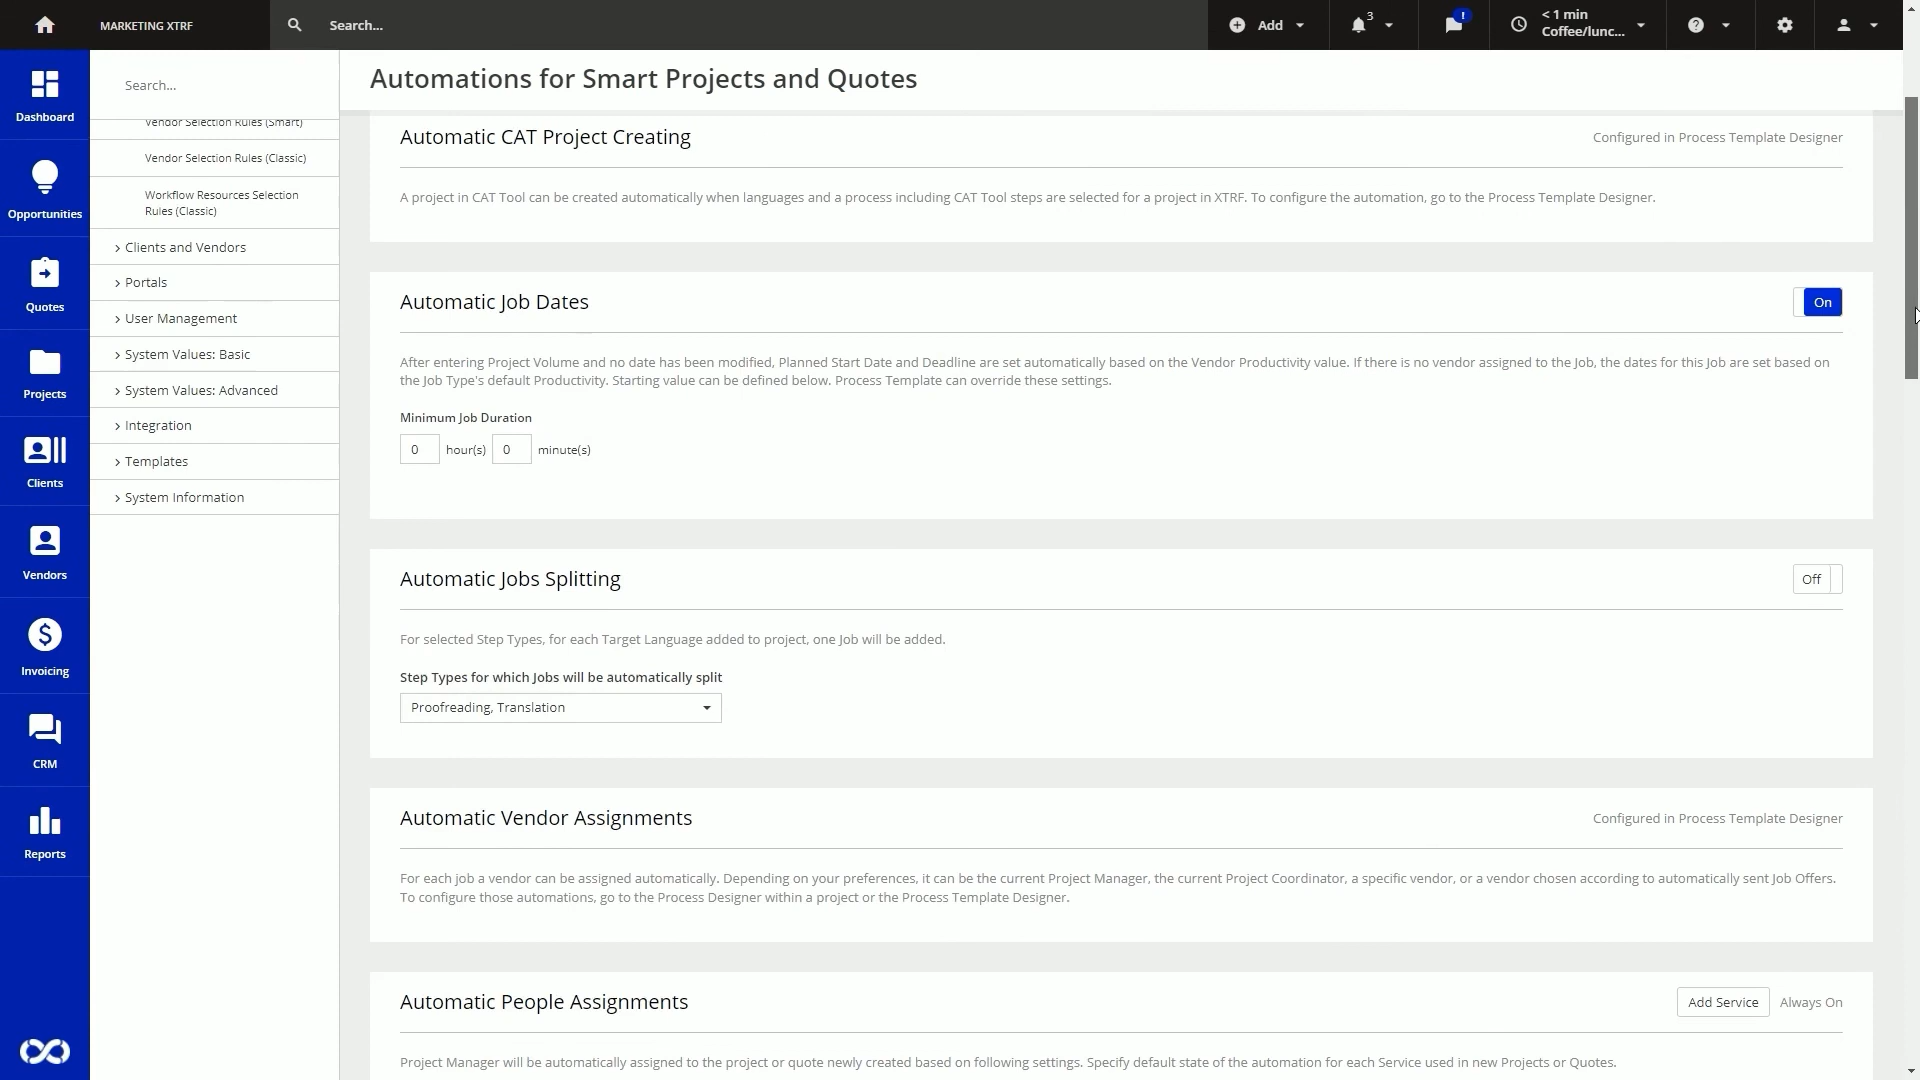 MARKETING XTRF
Search...
Add
3
!
< 1 min
Coffee/lunc...
Dashboard
Opportunities
Quotes
Projects
Clients
Vendors
Invoicing
CRM
Reports
Search...
Vendor Selection Rules (Smart)
Vendor Selection Rules (Classic)
Workflow Resources Selection
Rules (Classic)
Clients and Vendors
Portals
User Management
System Values: Basic
System Values: Advanced
Integration
Templates
System Information
Automations for Smart Projects and Quotes
Automatic CAT Project Creating
Configured in Process Template Designer
A project in CAT Tool can be created automatically when languages and a process including CAT Tool steps are selected for a project in XTRF. To configure the automation, go to the Process Template Designer.
Automatic Job Dates
On
After entering Project Volume and no date has been modified, Planned Start Date and Deadline are set automatically based on the Vendor Productivity value. If there is no vendor assigned to the Job, the dates for this Job are set based on
the Job Type's default Productivity. Starting value can be defined below. Process Template can override these settings.
Minimum Job Duration
0 hour(s) 0 minute(s)
Automatic Jobs Splitting
Off
For selected Step Types, for each Target Language added to project, one Job will be added.
Step Types for which Jobs will be automatically split
Proofreading, Translation
Automatic Vendor Assignments
Configured in Process Template Designer
For each job a vendor can be assigned automatically. Depending on your preferences, it can be the current Project Manager, the current Project Coordinator, a specific vendor, or a vendor chosen according to automatically sent Job Offers.
To configure those automations, go to the Process Designer within a project or the Process Template Designer.
Automatic People Assignments
Add Service
Always On
Project Manager will be automatically assigned to the project or quote newly created based on following settings. Specify default state of the automation for each Service used in new Projects or Quotes.